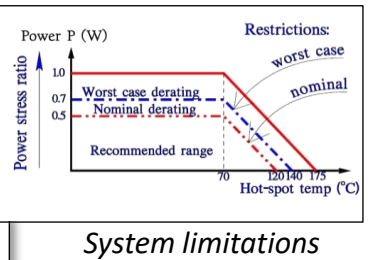 Power P (W)
Restrictions:
worst case
nominal
Power stress ratio
1.0
0.7
0.5
Worst case derating
Nominal derating
Recommended range
70
120 140 175
Hot-spot temp (°C)
System limitations